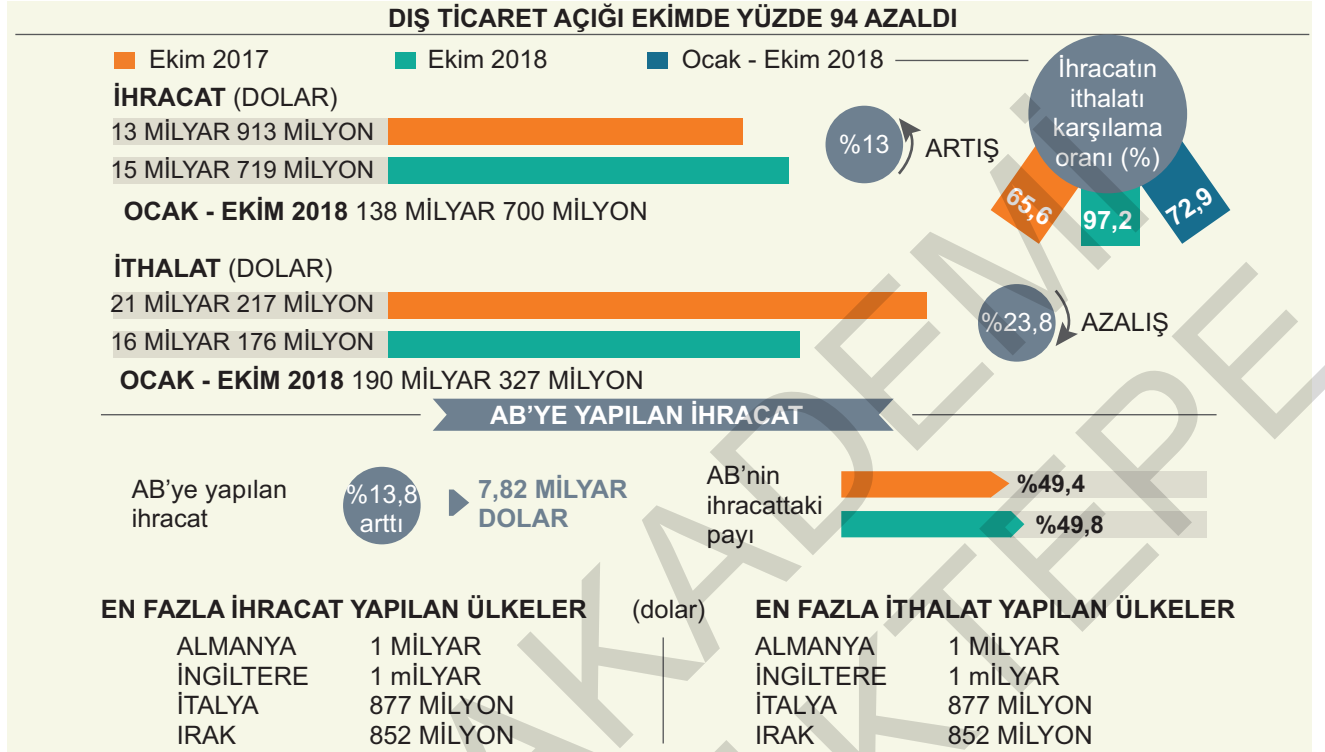 DIŞ TİCARET AÇIĞI EKİMDE YÜZDE 94 AZALDI
Ekim 2017
Ekim 2018
Ocak - Ekim 2018
İhracatın
ithalatı
karşılama
oranı (%)
65,6
97,2
72,9
İHRACAT (DOLAR)
13 MİLYAR 913 MİLYON
15 MİLYAR 719 MİLYON
%13
ARTIŞ
OCAK - EKİM 2018 138 MİLYAR 700 MİLYON
İTHALAT (DOLAR)
21 MİLYAR 217 MİLYON
16 MİLYAR 176 MİLYON
%23,8
AZALIŞ
OCAK - EKİM 2018 190 MİLYAR 327 MİLYON
AB'YE YAPILAN İHRACAT
AB'ye yapılan
ihracat
%13,8
arttı
7,82 MİLYAR
DOLAR
AB'nin
ihracattaki
payı
%49,4
%49,8
EN FAZLA İHRACAT YAPILAN ÜLKELER (dolar)
ALMANYA 1 MİLYAR
İNGİLTERE 1 mİLYAR
İTALYA 877 MİLYON
IRAK 852 MİLYON
EN FAZLA İTHALAT YAPILAN ÜLKELER
ALMANYA 1 MİLYAR
İNGİLTERE 1 mİLYAR
İTALYA 877 MİLYON
IRAK 852 MİLYON
AKADEMİ
KTEPE